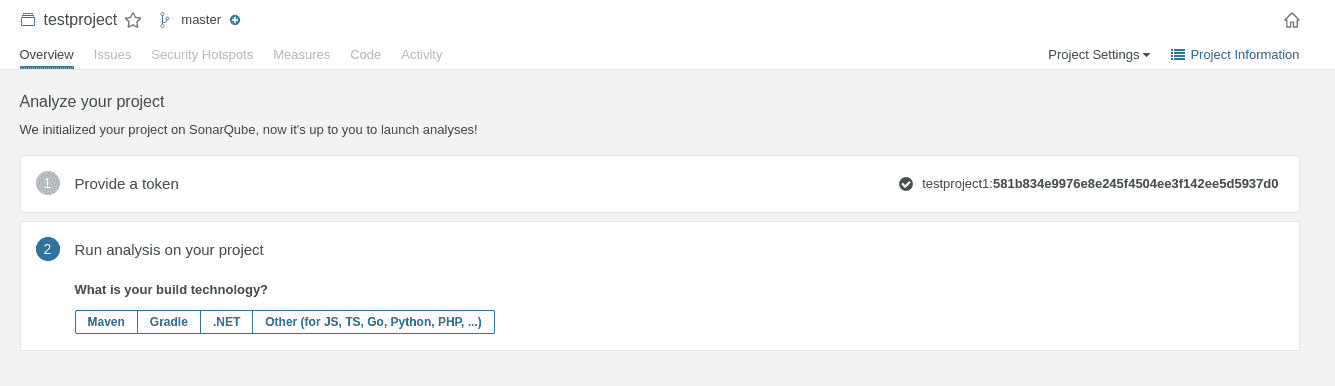 testproject master
Overview Issues Security Hotspots Measures Code Activity Project Settings Project Information
Analyze your project
We initialized your project on SonarQube, now it's up to you to launch analyses!
1 Provide a token testproject1:581b834e9976e8e245f4504ee3f142ee5d5937d0
2 Run analysis on your project
What is your build technology?
Maven Gradle .NET Other (for JS, TS, Go, Python, PHP, ...)